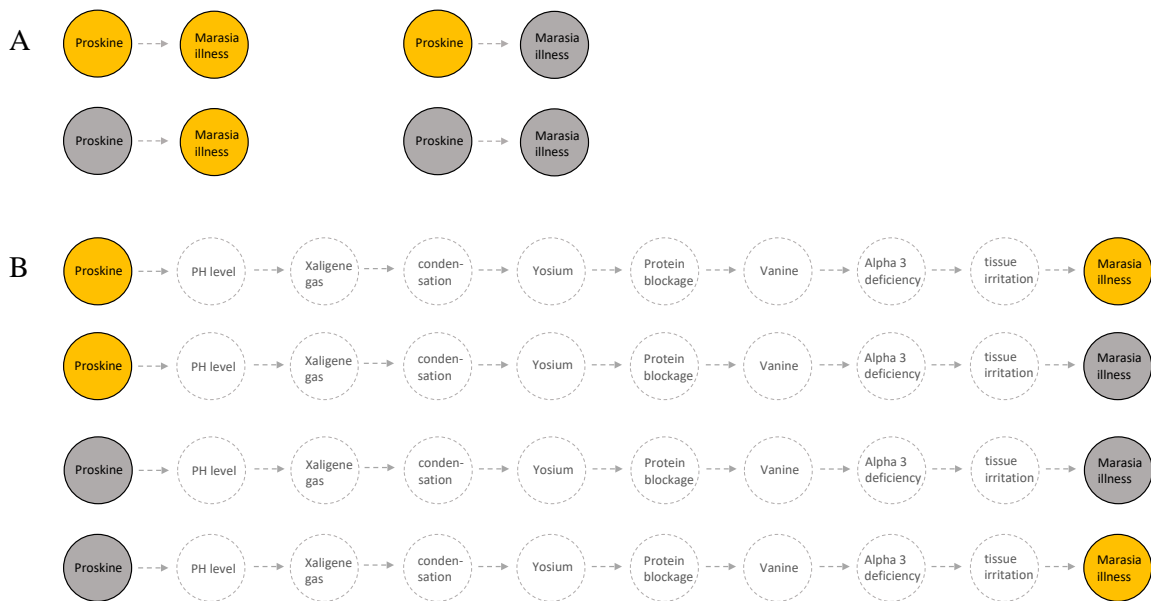 A
Proskine
Marasia
illness
Proskine
Marasia
illness
Proskine
Marasia
illness
Proskine
Marasia
illness
B
Proskine
PH level
Xaligene
gas
conden-
sation
Yosium
Protein
blockage
Vanine
Alpha 3
deficiency
tissue
irritation
Marasia
illness
Proskine
PH level
Xaligene
gas
conden-
sation
Yosium
Protein
blockage
Vanine
Alpha 3
deficiency
tissue
irritation
Marasia
illness
Proskine
PH level
Xaligene
gas
conden-
sation
Yosium
Protein
blockage
Vanine
Alpha 3
deficiency
tissue
irritation
Marasia
illness
Proskine
PH level
Xaligene
gas
conden-
sation
Yosium
Protein
blockage
Vanine
Alpha 3
deficiency
tissue
irritation
Marasia
illness